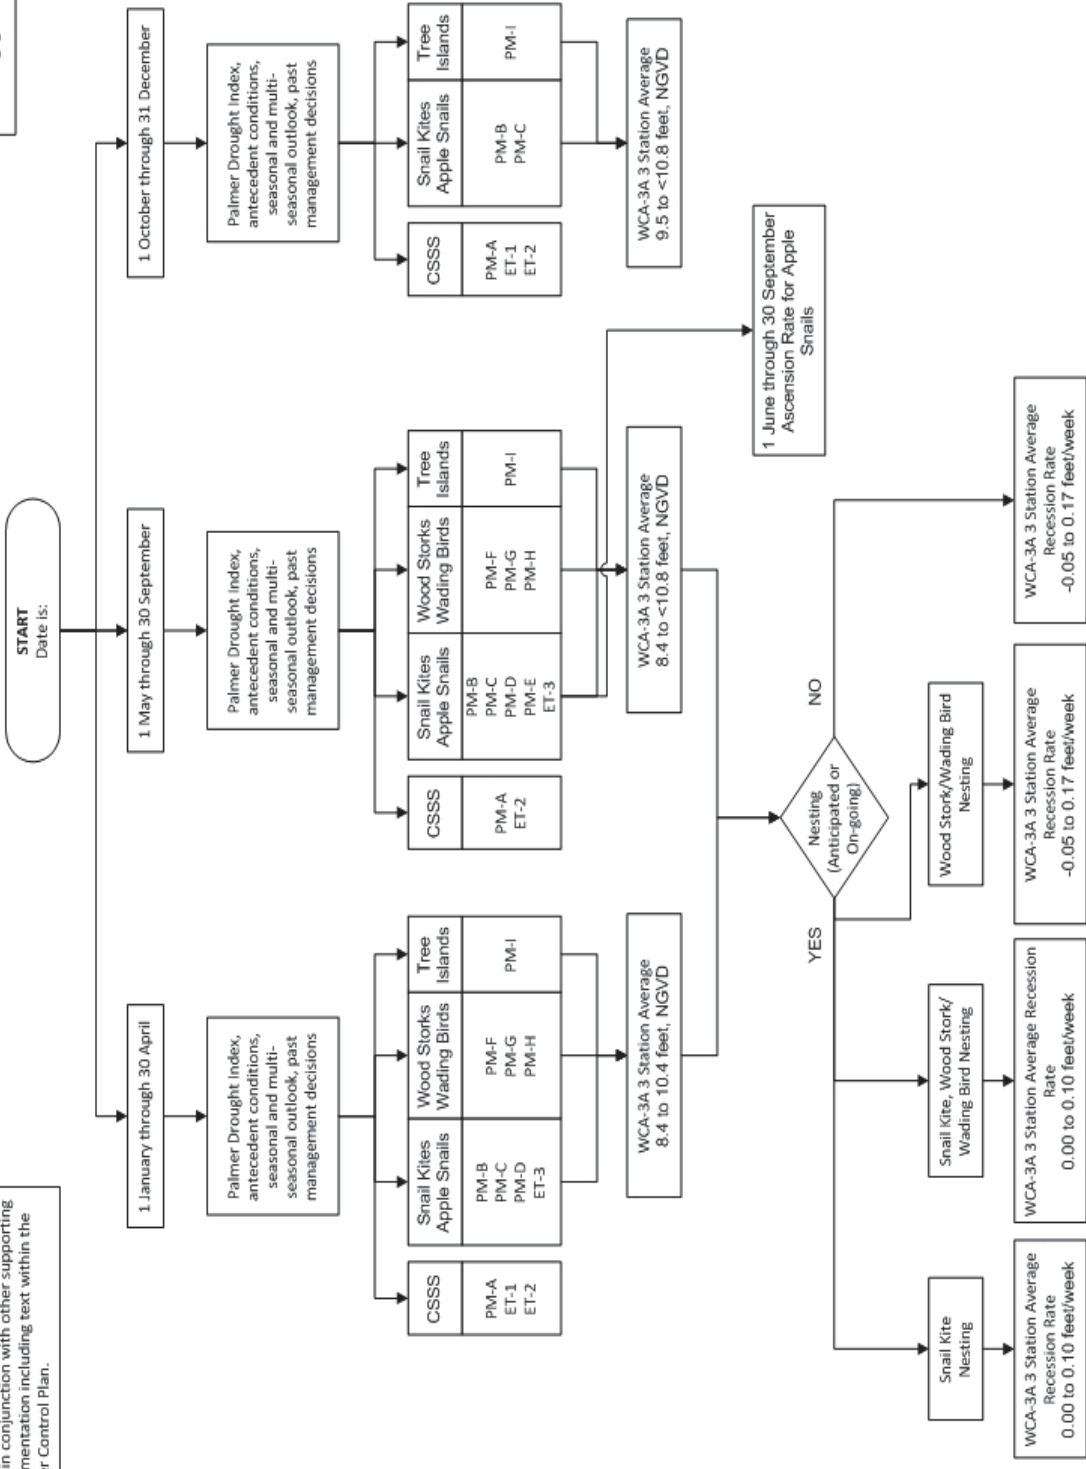 in conjunction with other supporting
mentation including text within the
r Control Plan.
START
Date is:
1 January through 30 April
Palmer Drought Index,
antecedent conditions,
seasonal and multi-
seasonal outlook, past
management decisions
CSSS
PM-A
ET-1
ET-2
Snail Kites
Apple Snails
PM-B
PM-C
PM-D
ET-3
Wood Storks
Wading Birds
PM-F
PM-G
PM-H
Tree
Islands
PM-I
WCA-3A 3 Station Average
8.4 to 10.4 feet, NGVD
1 May through 30 September
Palmer Drought Index,
antecedent conditions,
seasonal and multi-
seasonal outlook, past
management decisions
CSSS
PM-A
ET-2
Snail Kites
Apple Snails
PM-B
PM-C
PM-D
PM-E
ET-3
Wood Storks
Wading Birds
PM-F
PM-G
PM-H
Tree
Islands
PM-I
WCA-3A 3 Station Average
8.4 to <10.8 feet, NGVD
1 October through 31 December
Palmer Drought Index,
antecedent conditions,
seasonal and multi-
seasonal outlook, past
management decisions
CSSS
PM-A
ET-1
ET-2
Snail Kites
Apple Snails
PM-B
PM-C
Tree
Islands
PM-I
WCA-3A 3 Station Average
9.5 to <10.8 feet, NGVD
1 June through 30 September
Ascension Rate for Apple
Snails
Nesting
(Anticipated or
On-going)
YES
NO
Snail Kite
Nesting
WCA-3A 3 Station Average
Recession Rate
0.00 to 0.10 feet/week
Snail Kite, Wood Stork/
Wading Bird Nesting
WCA-3A 3 Station Average Recession
Rate
0.00 to 0.10 feet/week
Wood Stork/Wading Bird
Nesting
WCA-3A 3 Station Average
Recession Rate
-0.05 to 0.17 feet/week
WCA-3A 3 Station Average
Recession Rate
-0.05 to 0.17 feet/week